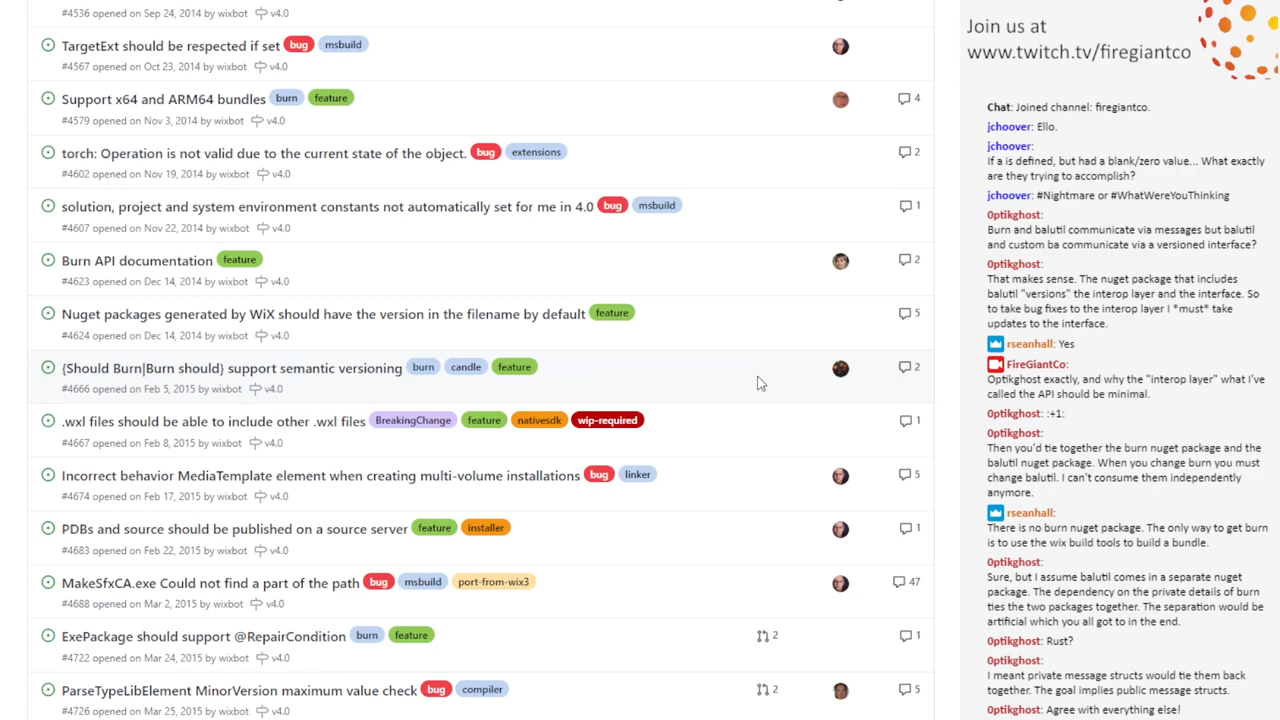 #4536 opened on Sep 24, 2014 by wixbot v4.0
TargetExt should be respected if set bug msbuild
#4567 opened on Oct 23, 2014 by wixbot v4.0
Support x64 and ARM64 bundles burn feature 4
#4579 opened on Nov 3, 2014 by wixbot v4.0
torch: Operation is not valid due to the current state of the object. bug extensions 2
#4602 opened on Nov 19, 2014 by wixbot v4.0
solution, project and system environment constants not automatically set for me in 4.0 bug msbuild 1
#4607 opened on Nov 22, 2014 by wixbot v4.0
Burn API documentation feature 2
#4623 opened on Dec 14, 2014 by wixbot v4.0
Nuget packages generated by WiX should have the version in the filename by default feature 5
#4624 opened on Dec 14, 2014 by wixbot v4.0
{Should Burn|Burn should} support semantic versioning burn candle feature 2
#4666 opened on Feb 5, 2015 by wixbot v4.0
.wxl files should be able to include other .wxl files BreakingChange feature nativesdk wip-required 1
#4667 opened on Feb 8, 2015 by wixbot v4.0
Incorrect behavior MediaTemplate element when creating multi-volume installations bug linker 5
#4674 opened on Feb 17, 2015 by wixbot v4.0
PDBs and source should be published on a source server feature installer 1
#4683 opened on Feb 22, 2015 by wixbot v4.0
MakeSfxCA.exe Could not find a part of the path bug msbuild port-from-wix3 47
#4688 opened on Mar 2, 2015 by wixbot v4.0
ExePackage should support @RepairCondition burn feature 2 1
#4722 opened on Mar 24, 2015 by wixbot v4.0
ParseTypeLibElement MinorVersion maximum value check bug compiler 2 5
#4726 opened on Mar 25, 2015 by wixbot v4.0
Join us at
www.twitch.tv/firegiantco
Chat: Joined channel: firegiantco.
jchoover: Ello.
jchoover:
If a is defined, but had a blank/zero value... What exactly
are they trying to accomplish?
jchoover: #Nightmare or #WhatWereYouThinking
0ptikghost:
Burn and balutil communicate via messages but balutil
and custom ba communicate via a versioned interface?
0ptikghost:
That makes sense. The nuget package that includes
balutil "versions" the interop layer and the interface. So
to take bug fixes to the interop layer I *must* take
updates to the interface.
rseanhall: Yes
FireGiantCo:
0ptikghost exactly, and why the "interop layer" what I've
called the API should be minimal.
0ptikghost: :+1:
0ptikghost:
Then you'd tie together the burn nuget package and the
balutil nuget package. When you change burn you must
change balutil. I can't consume them independently
anymore.
rseanhall:
There is no burn nuget package. The only way to get burn
is to use the wix build tools to build a bundle.
0ptikghost:
Sure, but I assume balutil comes in a separate nuget
package. The dependency on the private details of burn
ties the two packages together. The separation would be
artificial which you all got to in the end.
0ptikghost: Rust?
0ptikghost:
I meant private message structs would tie them back
together. The goal implies public message structs.
0ptikghost: Agree with everything else!